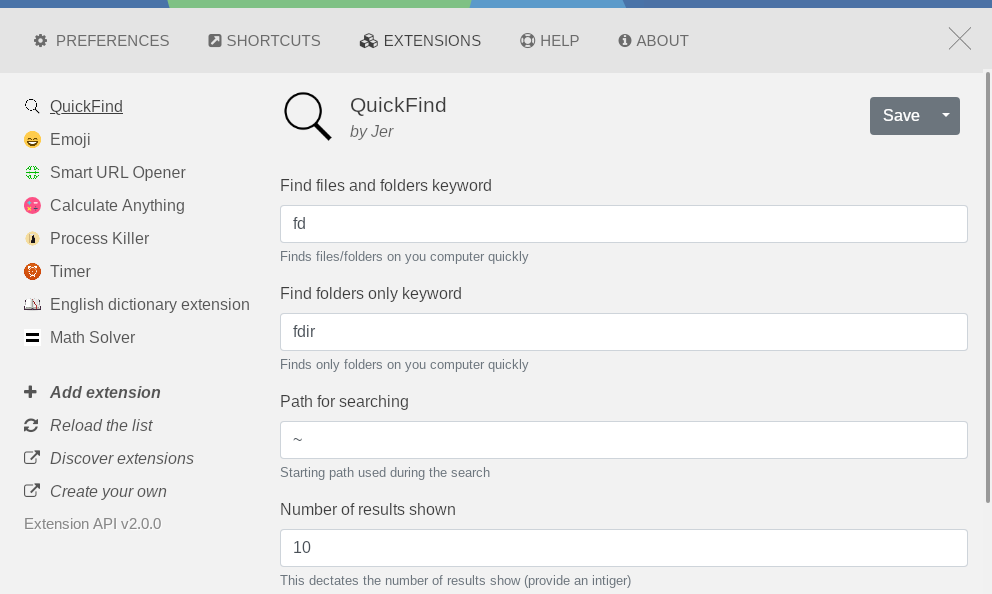 PREFERENCES SHORTCUTS EXTENSIONS HELP ABOUT
QuickFind
Emoji
Smart URL Opener
Calculate Anything
Process Killer
Timer
English dictionary extension
Math Solver
Add extension
Reload the list
Discover extensions
Create your own
Extension API v2.0.0
QuickFind
by Jer
Save
Find files and folders keyword
fd
Finds files/folders on you computer quickly
Find folders only keyword
fdir
Finds only folders on you computer quickly
Path for searching
~
Starting path used during the search
Number of results shown
10
This dectates the number of results show (provide an intiger)